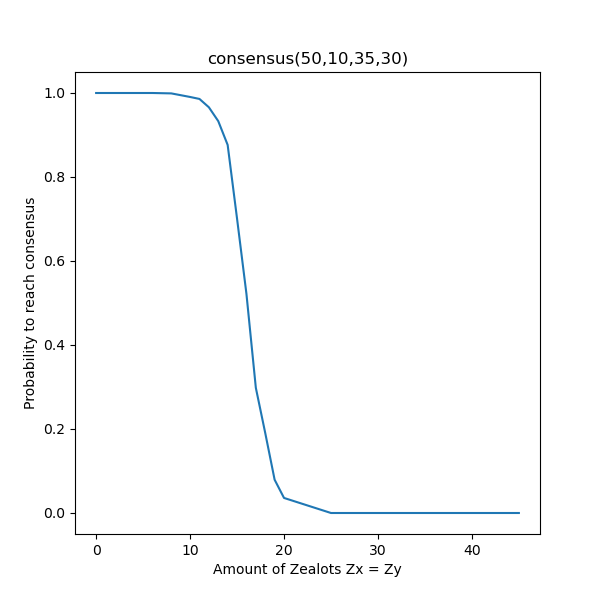 consensus(50,10,35,30)
Probability to reach consensus
1.0
0.8
0.6
0.4
0.2
0.0
0 10 20 30 40
Amount of Zealots Zx = Zy